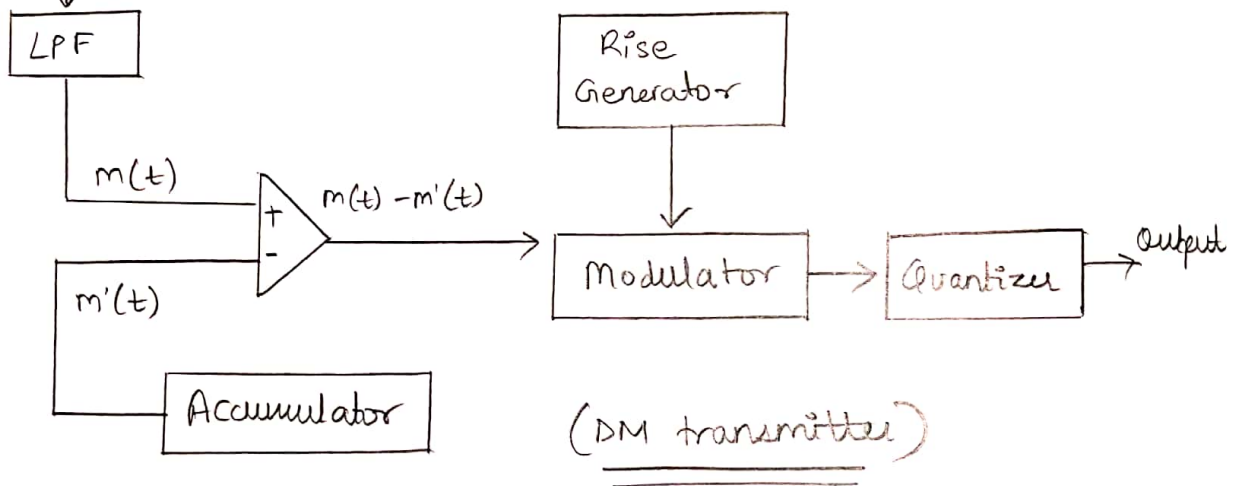 LPF
Rise
Generator
m(t)
m(t) - m'(t)
+
-
m'(t)
Modulator
Quantizer
Output
Accumulator
(DM transmitter)